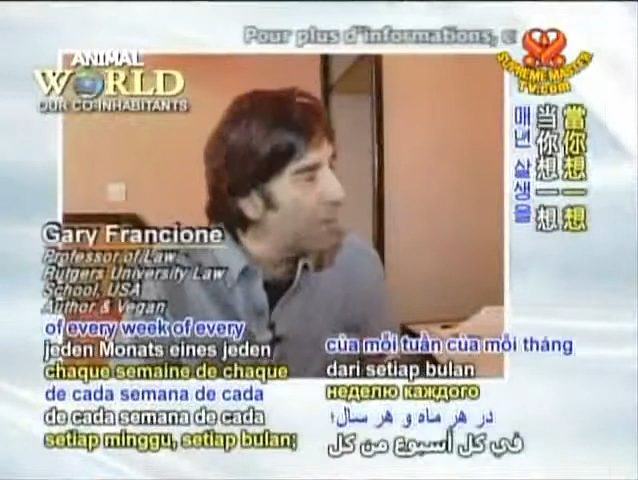 Pour plus d'informations, c
ANIMAL
WORLD
OUR CO-INHABITANTS
SUPREME MASTER
TV.com
當你想一想
当你想一想
매년 살생을
Gary Francione
Professor of Law
Rutgers University Law
School, USA
Author & Vegan
of every week of every
jeden Monats eines jeden
chaque semaine de chaque
de cada semana de cada
de cada semana de cada
setiap minggu, setiap bulan;
của mỗi tuần của mỗi tháng
dari setiap bulan
неделю каждого
در هر ماه و هر سال؛
في كل أسبوع من كل